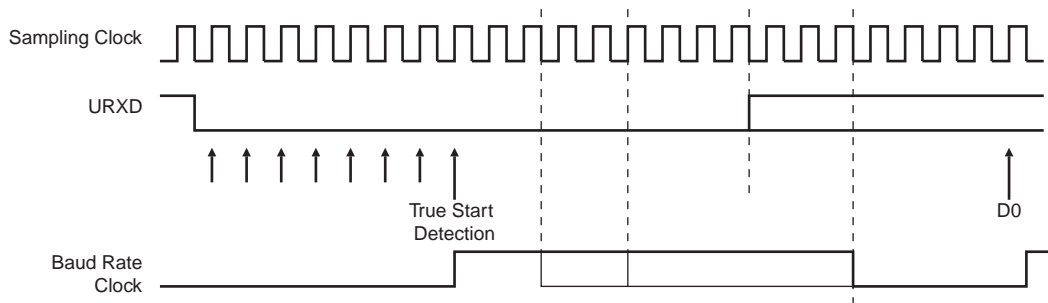 Sampling Clock
URXD
True Start
Detection
D0
Baud Rate
Clock